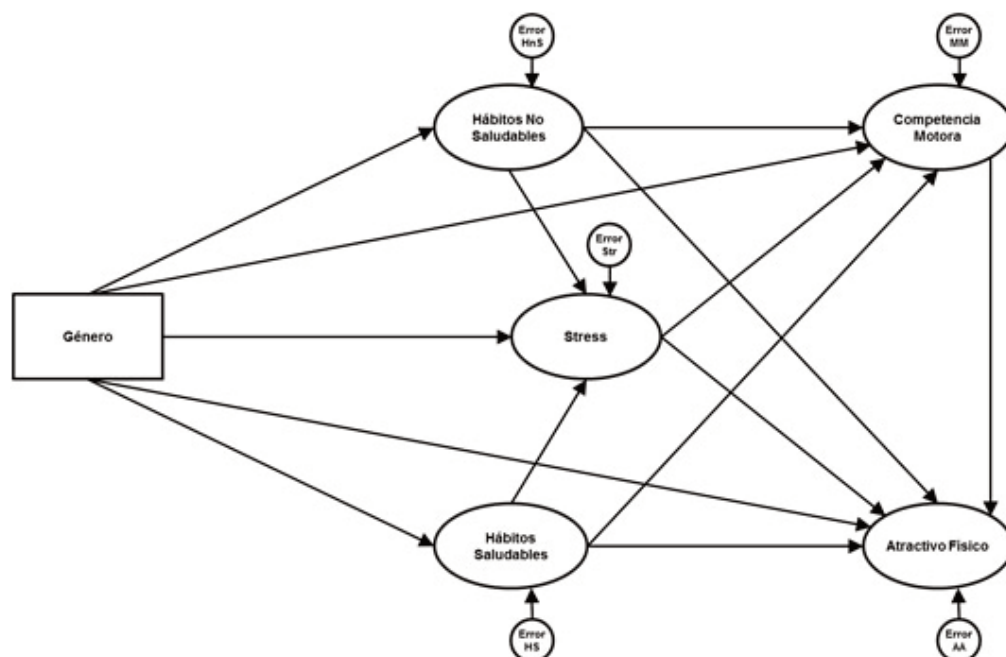 Error
HnS
Error
MM
Hábitos No
Saludables
Competencia
Motora
Error
Str
Género
Stress
Hábitos
Saludables
Atractivo Físico
Error
HS
Error
AA